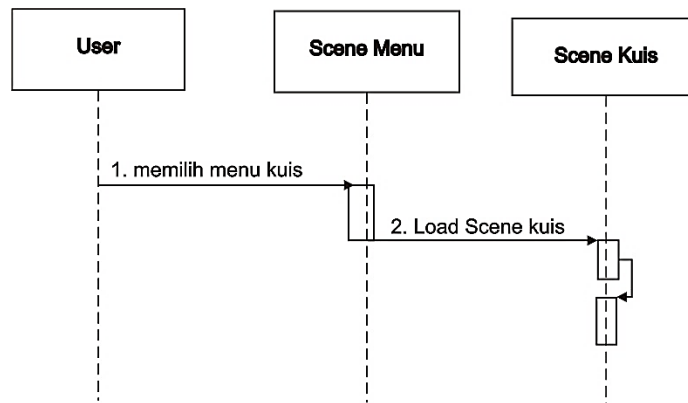 User
Scene Menu
Scene Kuis
1. memilih menu kuis
2. Load Scene kuis